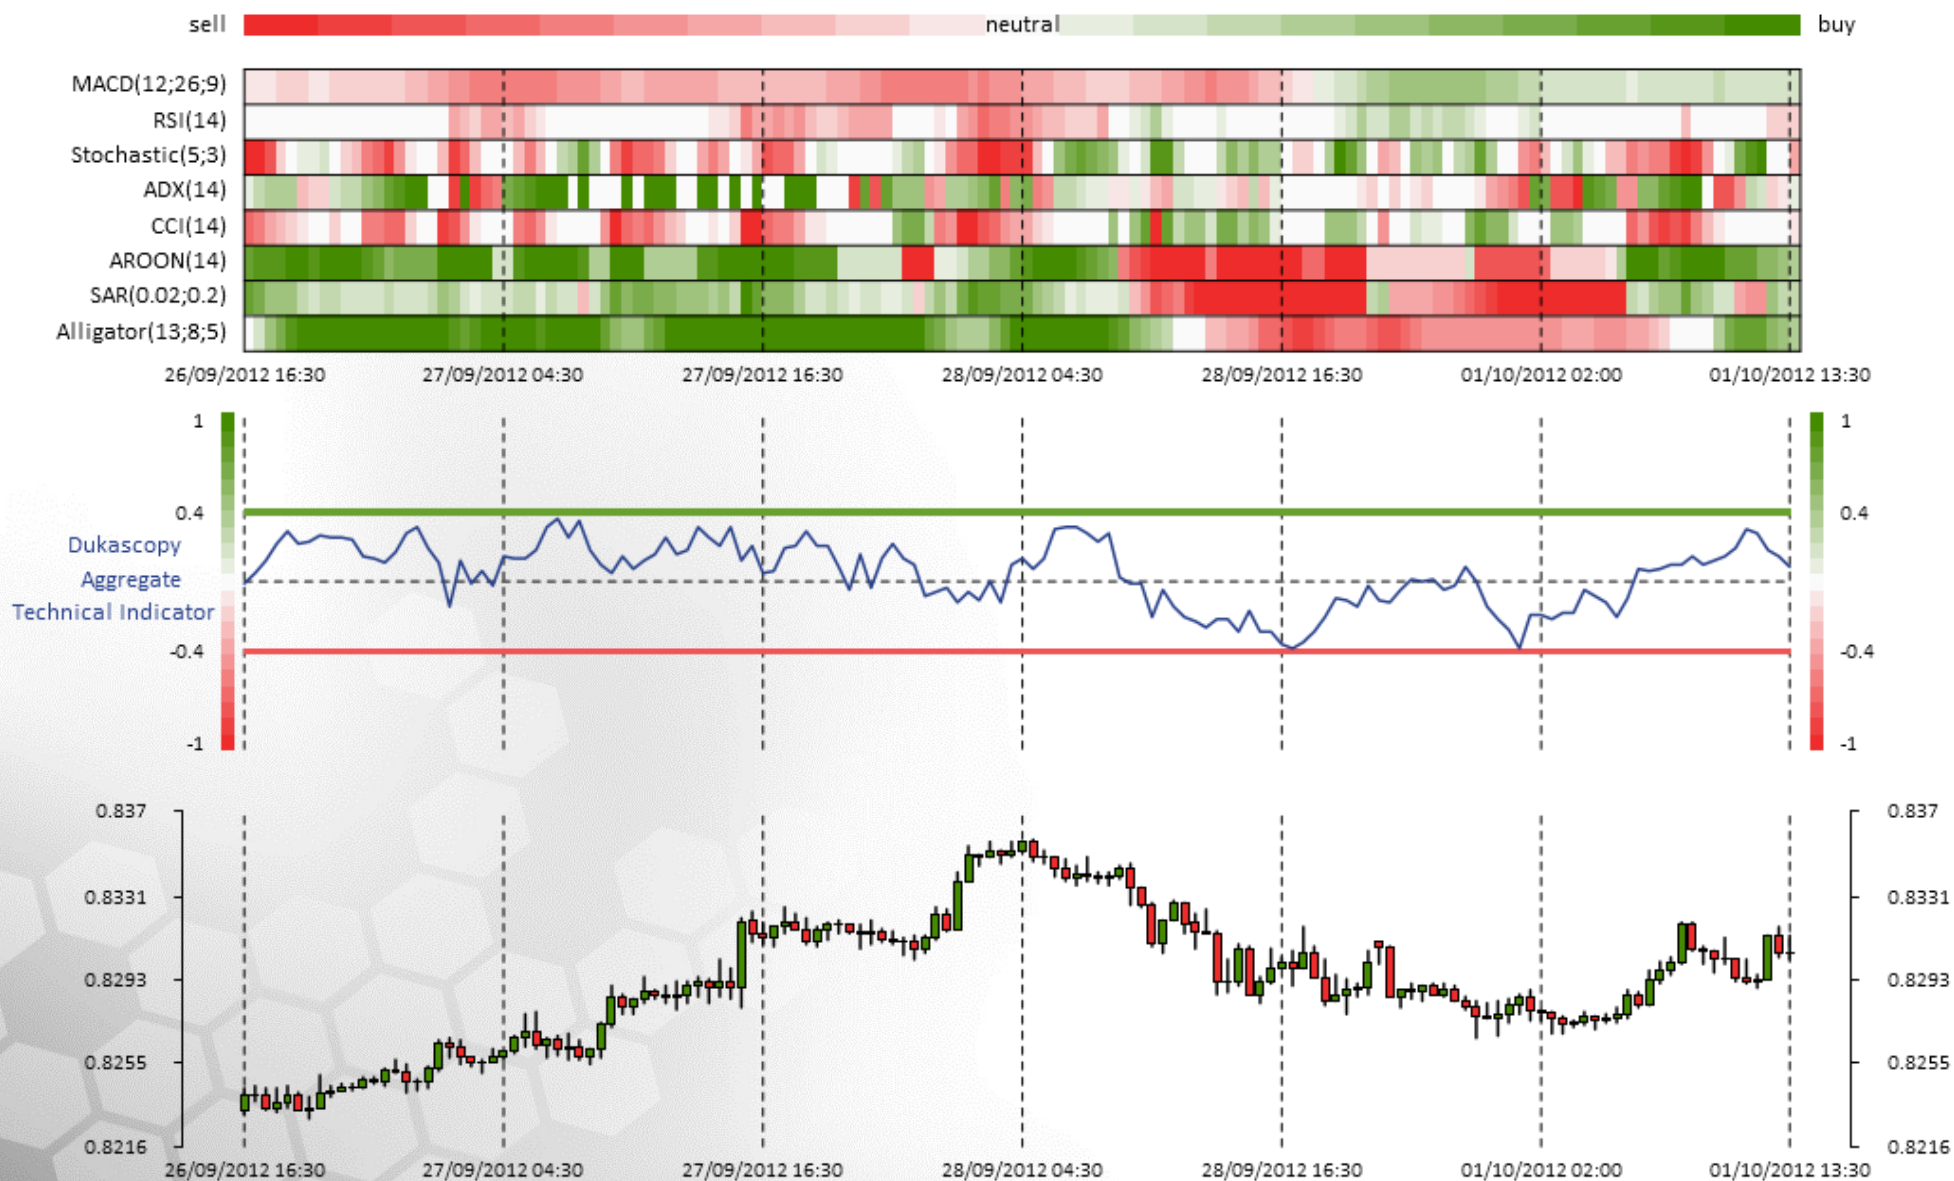 sell neutral buy
MACD(12;26;9)
RSI(14)
Stochastic(5;3)
ADX(14)
CCI(14)
AROON(14)
SAR(0.02;0.2)
Alligator(13;8;5)
26/09/2012 16:30 27/09/2012 04:30 27/09/2012 16:30 28/09/2012 04:30 28/09/2012 16:30 01/10/2012 02:00 01/10/2012 13:30
1 1
0.4 0.4
Dukascopy
Aggregate
Technical Indicator
-0.4 -0.4
-1 -1
0.837 0.837
0.8331 0.8331
0.8293 0.8293
0.8255 0.8255
0.8216 0.8216
26/09/2012 16:30 27/09/2012 04:30 27/09/2012 16:30 28/09/2012 04:30 28/09/2012 16:30 01/10/2012 02:00 01/10/2012 13:30